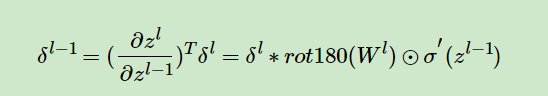 δ^{l−1} = (∂z^l / ∂z^{l−1})^T δ^l = δ^l ∗ rot180(W^l) ⊙ σ′(z^{l−1})